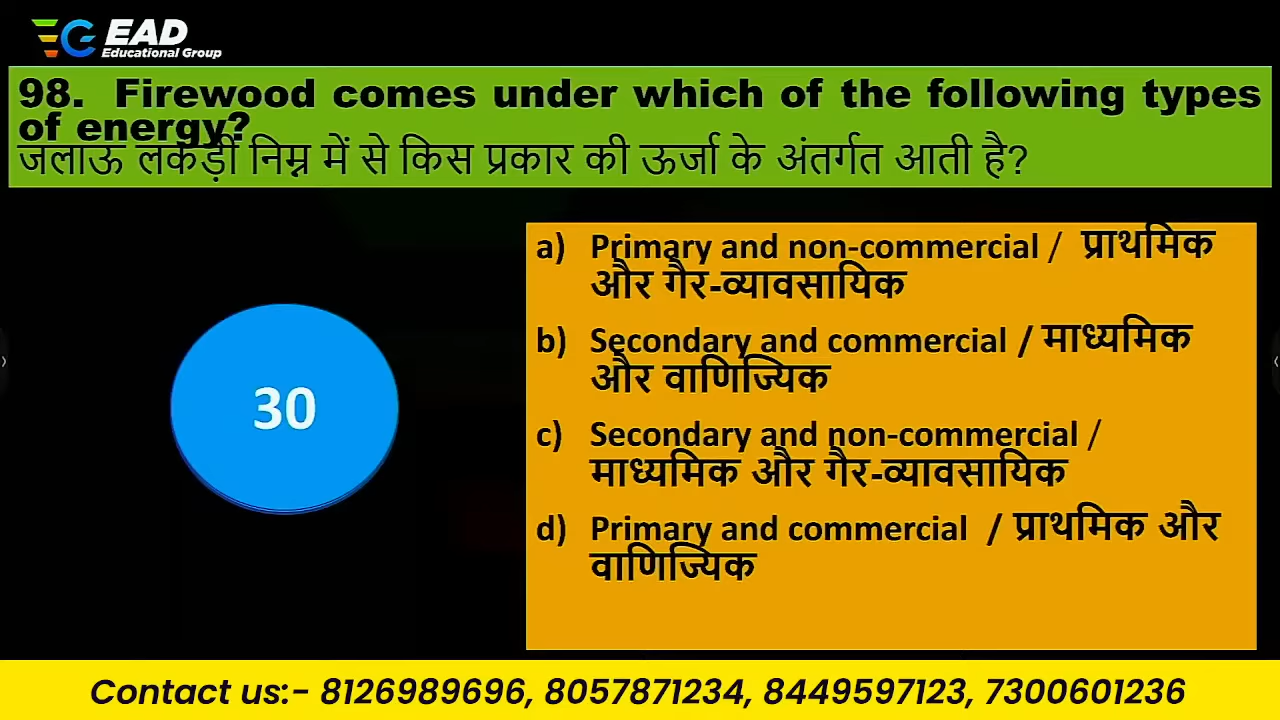 EAD
Educational Group
98. Firewood comes under which of the following types
of energy?
जलाऊ लकड़ी निम्न में से किस प्रकार की ऊर्जा के अंतर्गत आती है?
30
a) Primary and non-commercial / प्राथमिक
और गैर-व्यावसायिक
b) Secondary and commercial / माध्यमिक
और वाणिज्यिक
c) Secondary and non-commercial /
माध्यमिक और गैर-व्यावसायिक
d) Primary and commercial / प्राथमिक और
वाणिज्यिक
Contact us:- 8126989696, 8057871234, 8449597123, 7300601236